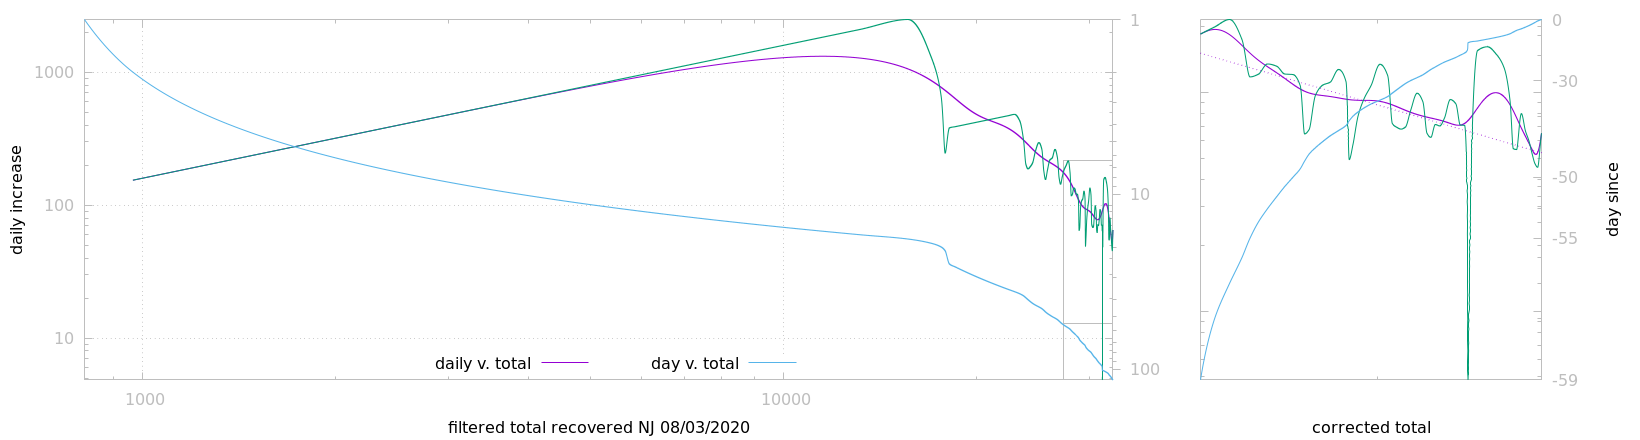 daily increase
1000
100
10
1000
10000
1
10
100
daily v. total
day v. total
filtered total recovered NJ 08/03/2020
0
-30
-50
-55
-59
day since
corrected total